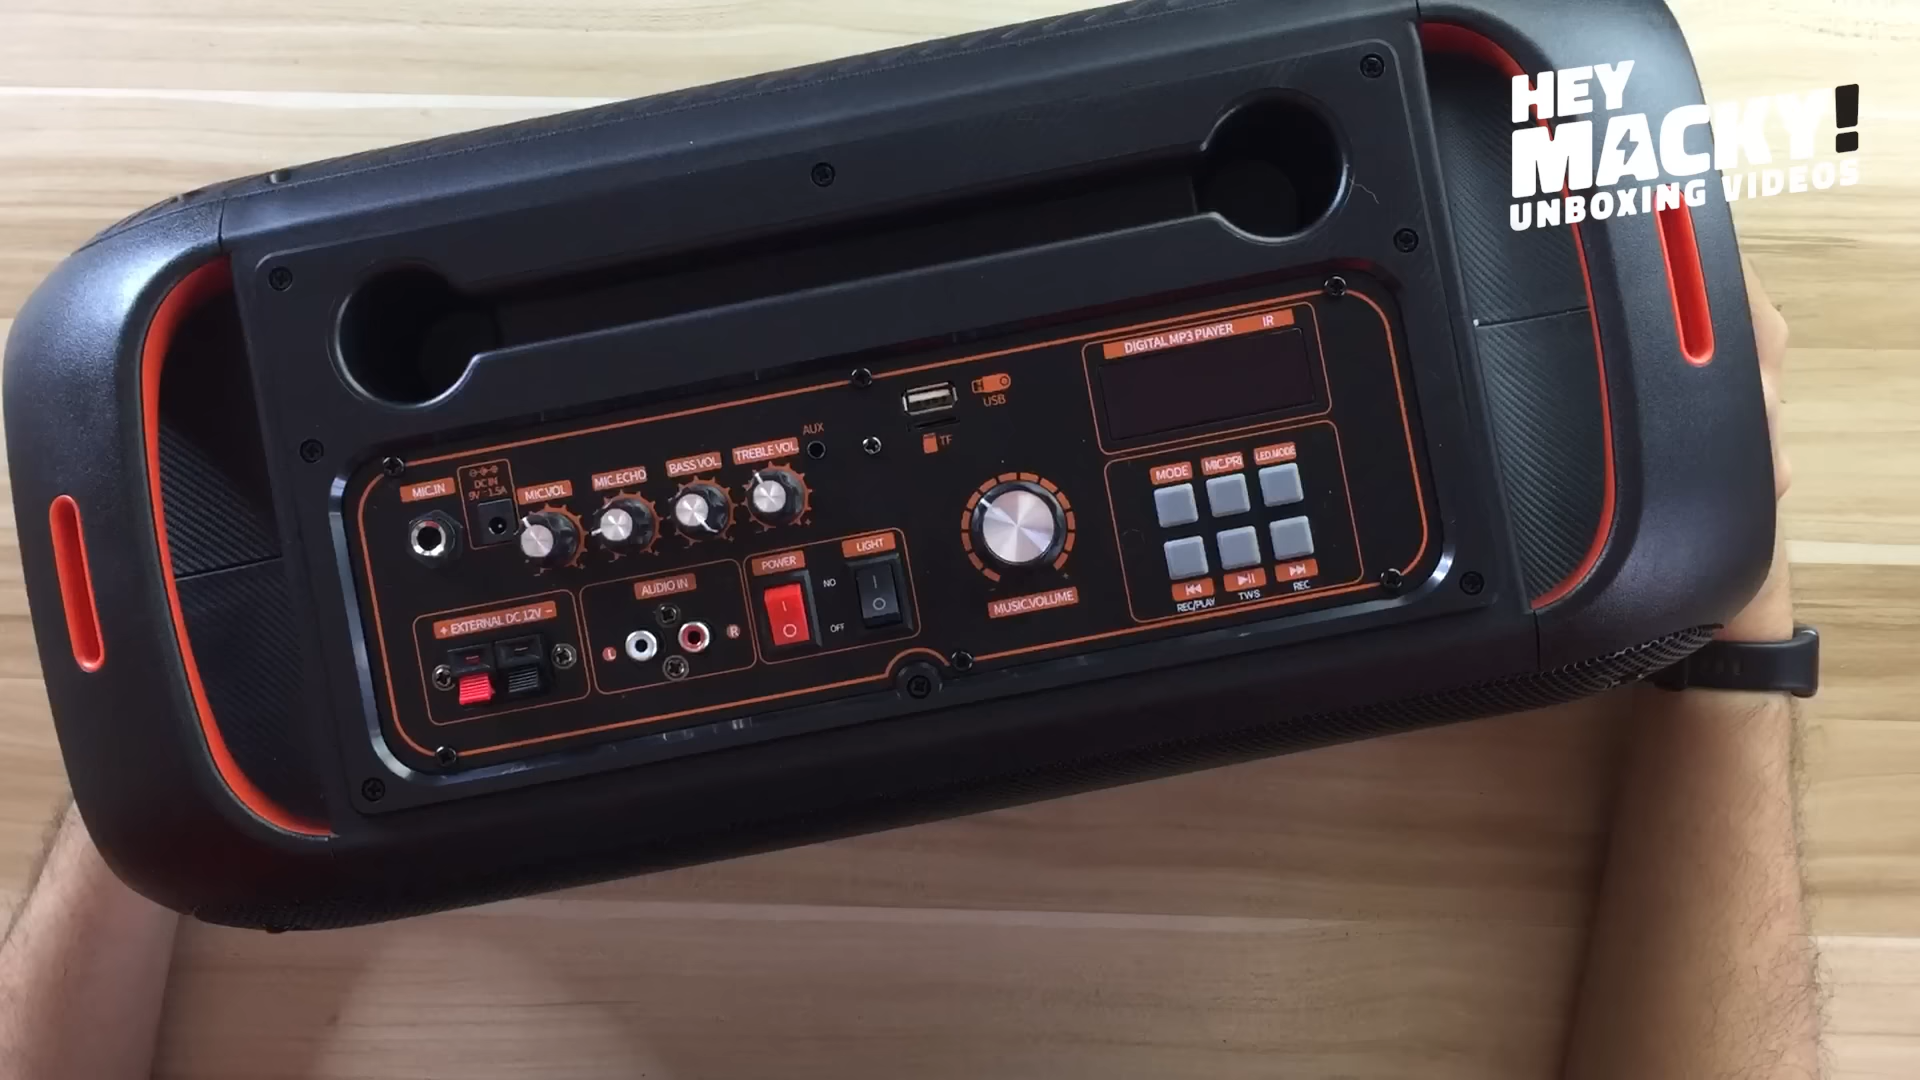 HEY
MACKY!
UNBOXING VIDEOS
DIGITAL MP3 PLAYER IR
USB
TF
AUX
MIC.IN
DC IN
9V 1.5A
MIC.VOL
MIC.ECHO
BASS VOL
TREBLE VOL
MODE MIC.PRI LED.MODE
REC/PLAY TWS REC
MUSIC.VOLUME
POWER
NO
OFF
LIGHT
AUDIO IN
L R
+ EXTERNAL DC 12V -